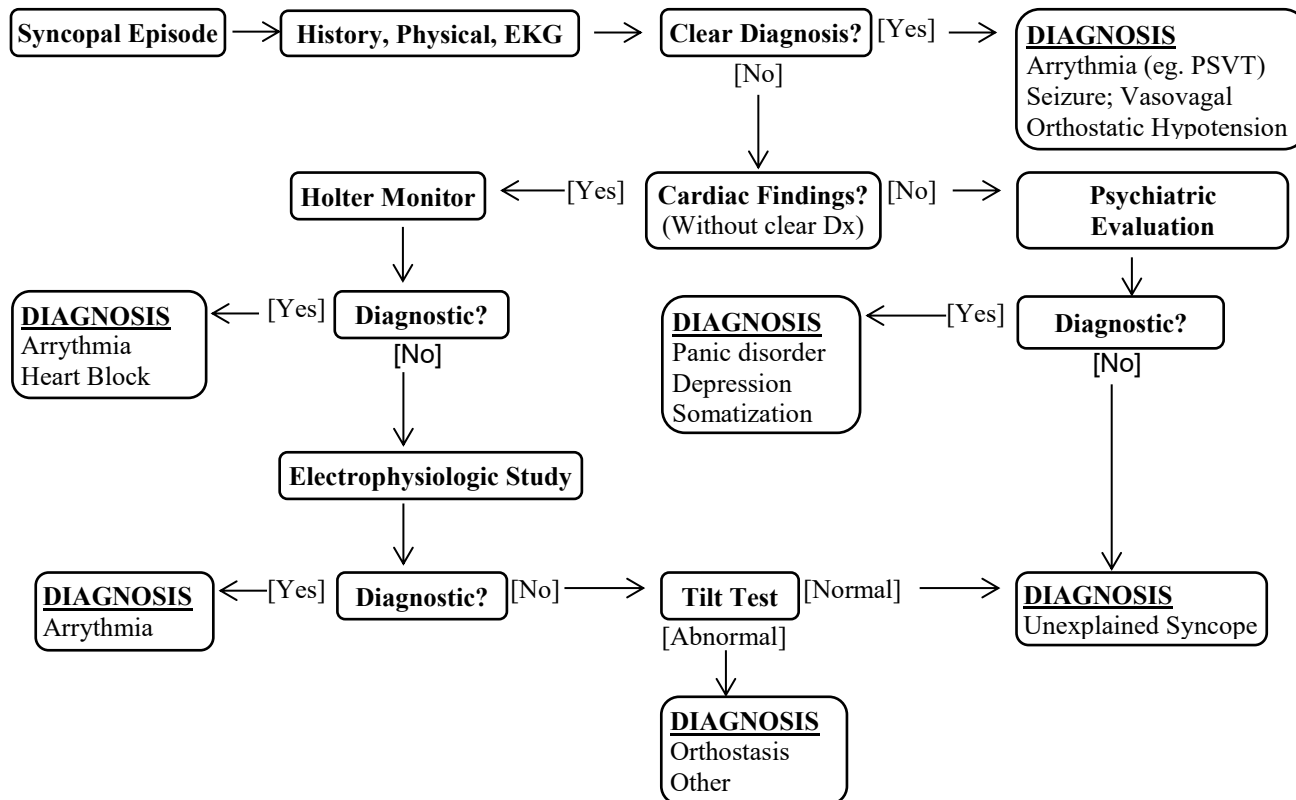 Syncopal Episode
History, Physical, EKG
Clear Diagnosis?
[Yes]
DIAGNOSIS
Arrythmia (eg. PSVT)
Seizure; Vasovagal
Orthostatic Hypotension
[No]
Holter Monitor
[Yes]
Cardiac Findings?
(Without clear Dx)
[No]
Psychiatric
Evaluation
DIAGNOSIS
Arrythmia
Heart Block
[Yes]
Diagnostic?
[No]
DIAGNOSIS
Panic disorder
Depression
Somatization
[Yes]
Diagnostic?
[No]
Electrophysiologic Study
DIAGNOSIS
Arrythmia
[Yes]
Diagnostic?
[No]
Tilt Test
[Normal]
[Abnormal]
DIAGNOSIS
Unexplained Syncope
DIAGNOSIS
Orthostasis
Other